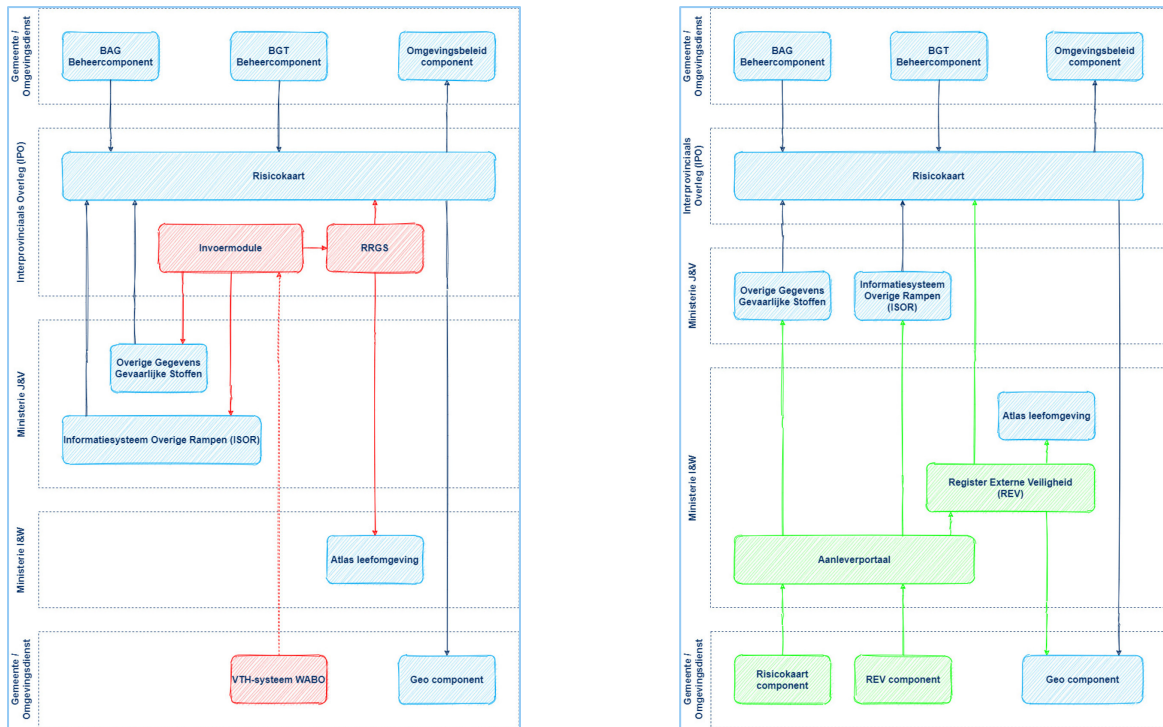 Gemeente /
Omgevingsdienst
BAG
Beheercomponent
BGT
Beheercomponent
Omgevingsbeleid
component
Interprovinciaals Overleg (IPO)
Risicokaart
Invoermodule
RRGS
Ministerie J&V
Overige Gegevens
Gevaarlijke Stoffen
Informatiesysteem Overige Rampen (ISOR)
Ministerie I&W
Atlas leefomgeving
Gemeente /
Omgevingsdienst
VTH-systeem WABO
Geo component
Gemeente /
Omgevingsdienst
BAG
Beheercomponent
BGT
Beheercomponent
Omgevingsbeleid
component
Interprovinciaals
Overleg (IPO)
Risicokaart
Ministerie J&V
Overige Gegevens
Gevaarlijke Stoffen
Informatiesysteem
Overige Rampen
(ISOR)
Ministerie I&W
Atlas leefomgeving
Register Externe Veiligheid
(REV)
Aanleverportaal
Gemeente /
Omgevingsdienst
Risicokaart
component
REV component
Geo component